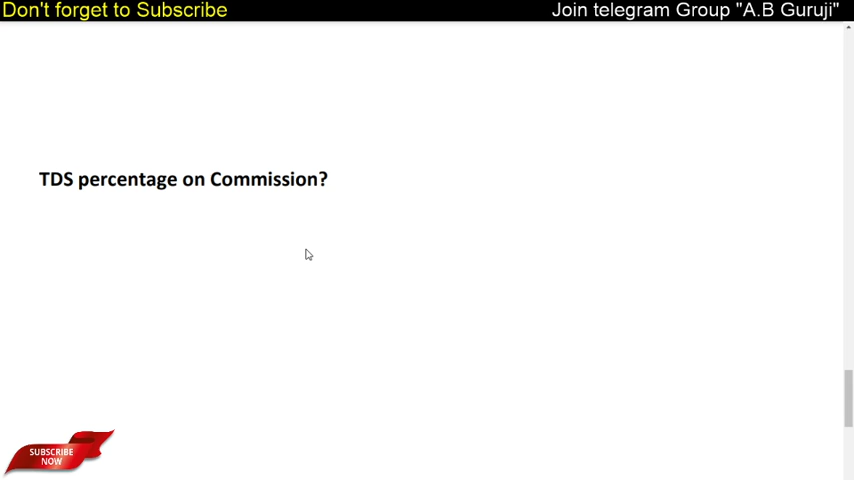 Don't forget to Subscribe
Join telegram Group "A.B Guruji"
TDS percentage on Commission?
SUBSCRIBE
NOW